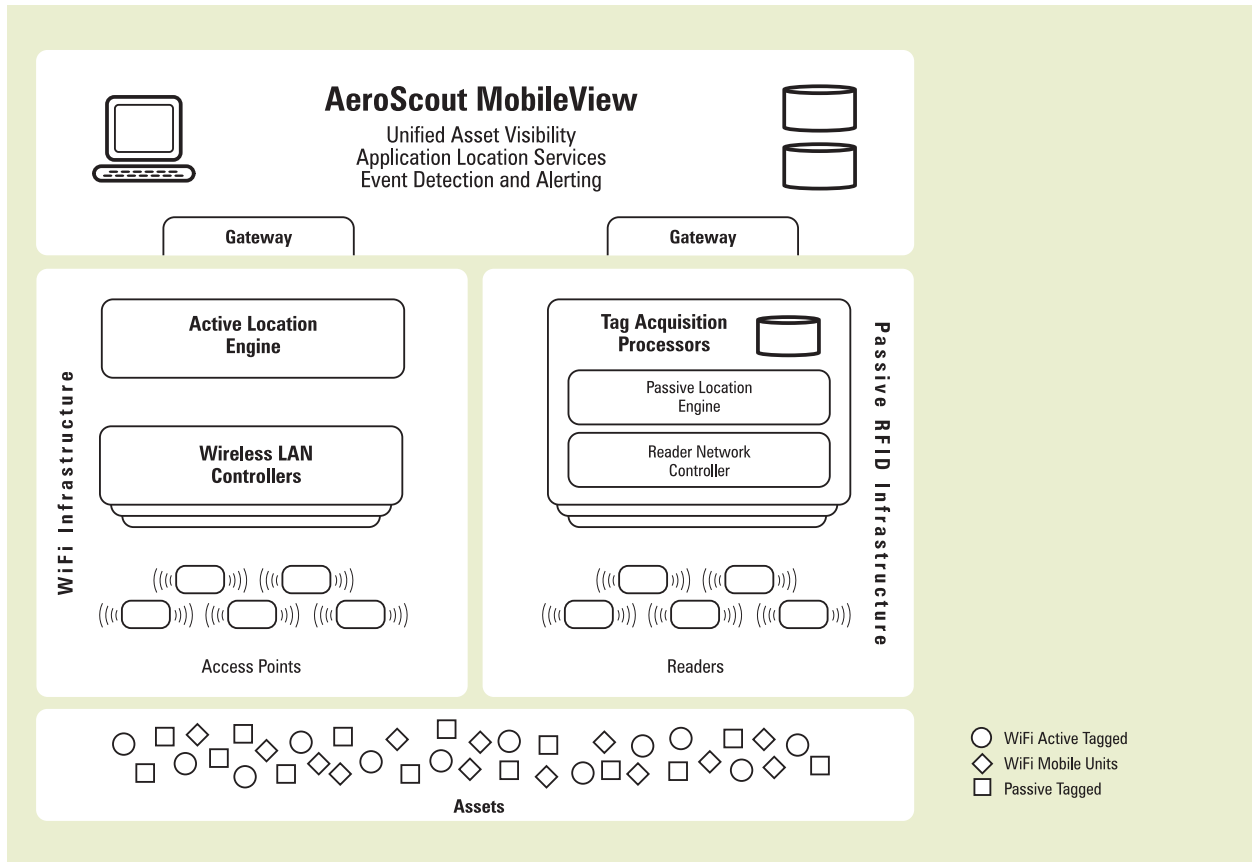 AeroScout MobileView
Unified Asset Visibility
Application Location Services
Event Detection and Alerting
Gateway
Gateway
WiFi Infrastructure
Active Location
Engine
Wireless LAN
Controllers
Access Points
Tag Acquisition
Processors
Passive Location
Engine
Reader Network
Controller
Readers
Passive RFID Infrastructure
Assets
WiFi Active Tagged
WiFi Mobile Units
Passive Tagged